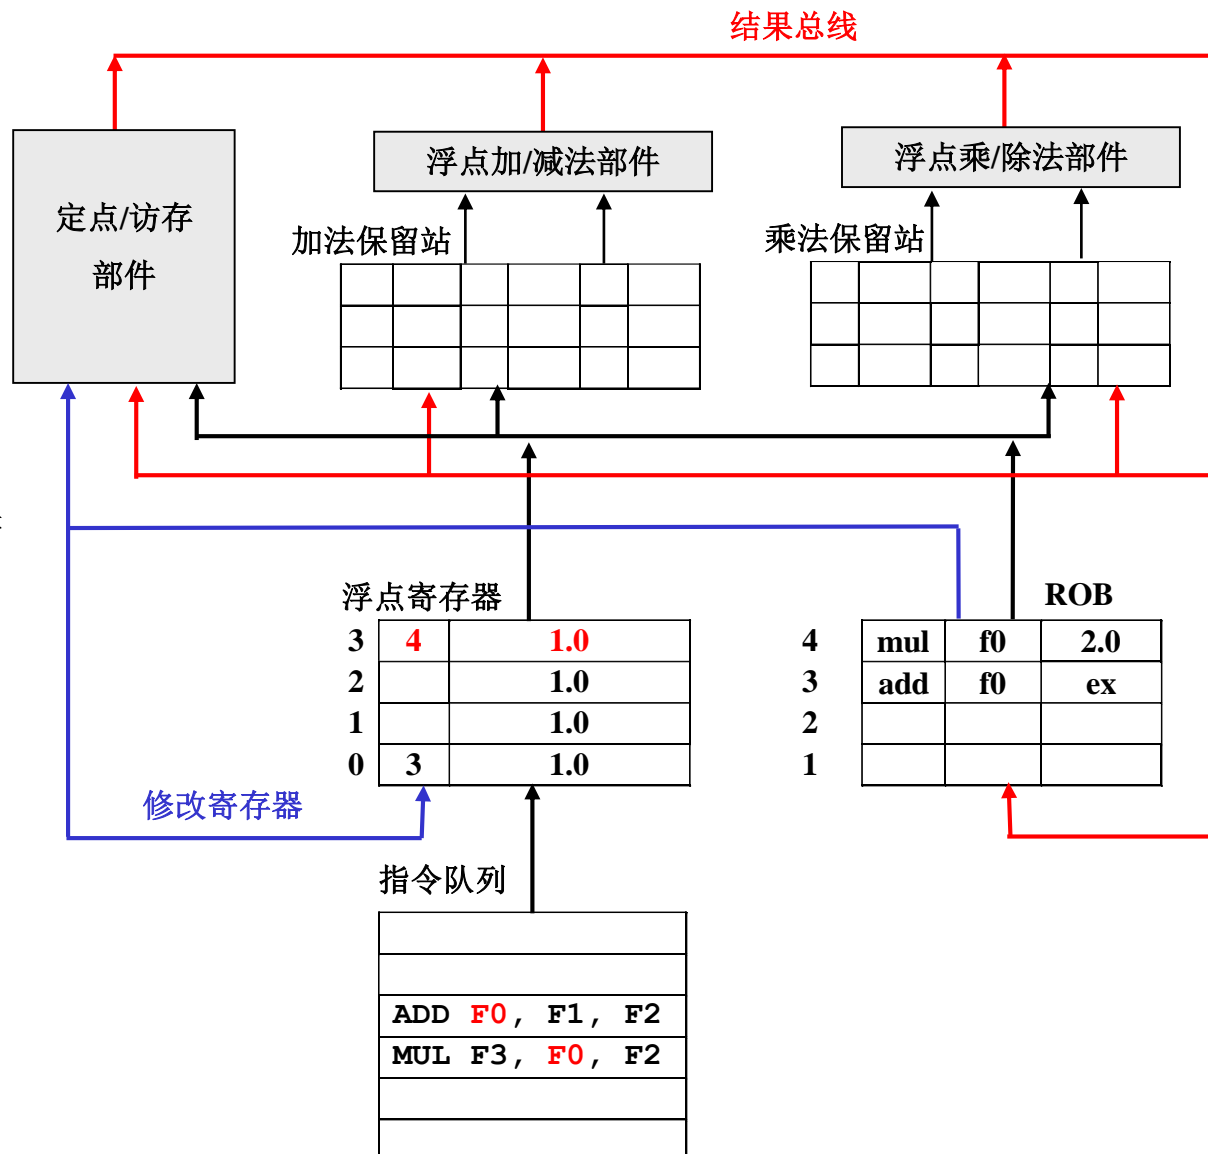 结果总线
浮点加/减法部件
浮点乘/除法部件
定点/访存
部件
加法保留站
乘法保留站
浮点寄存器
ROB
3 4 1.0
4 mul f0 2.0
2 1.0
3 add f0 ex
1 1.0
2
0 3 1.0
1
修改寄存器
指令队列
ADD F0, F1, F2
MUL F3, F0, F2